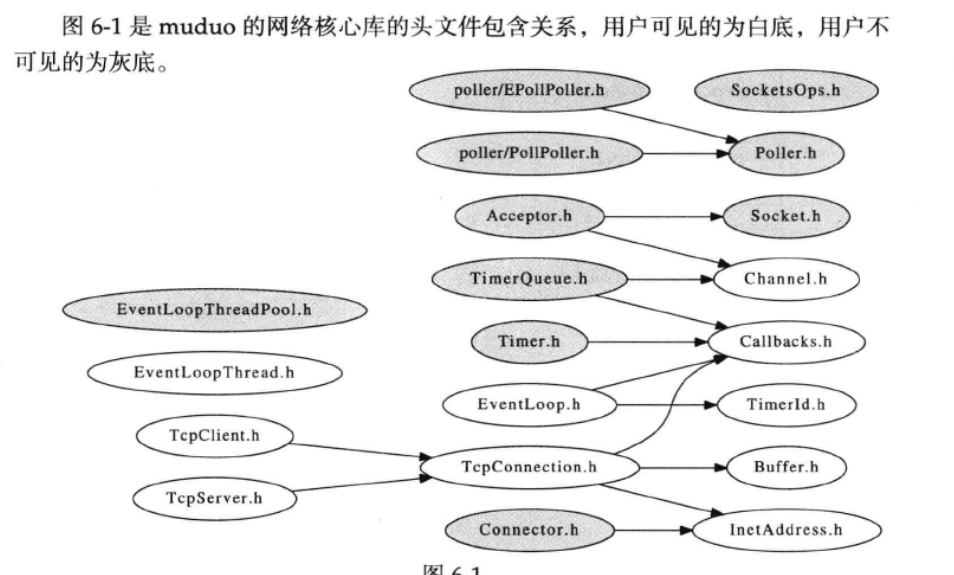 图 6-1 是 muduo 的网络核心库的头文件包含关系，用户可见的为白底，用户不
可见的为灰底。
poller/EPollPoller.h
SocketsOps.h
poller/PollPoller.h
Poller.h
Acceptor.h
Socket.h
TimerQueue.h
Channel.h
EventLoopThreadPool.h
Timer.h
Callbacks.h
EventLoopThread.h
EventLoop.h
TimerId.h
TcpClient.h
TcpConnection.h
Buffer.h
TcpServer.h
Connector.h
InetAddress.h
图 6-1